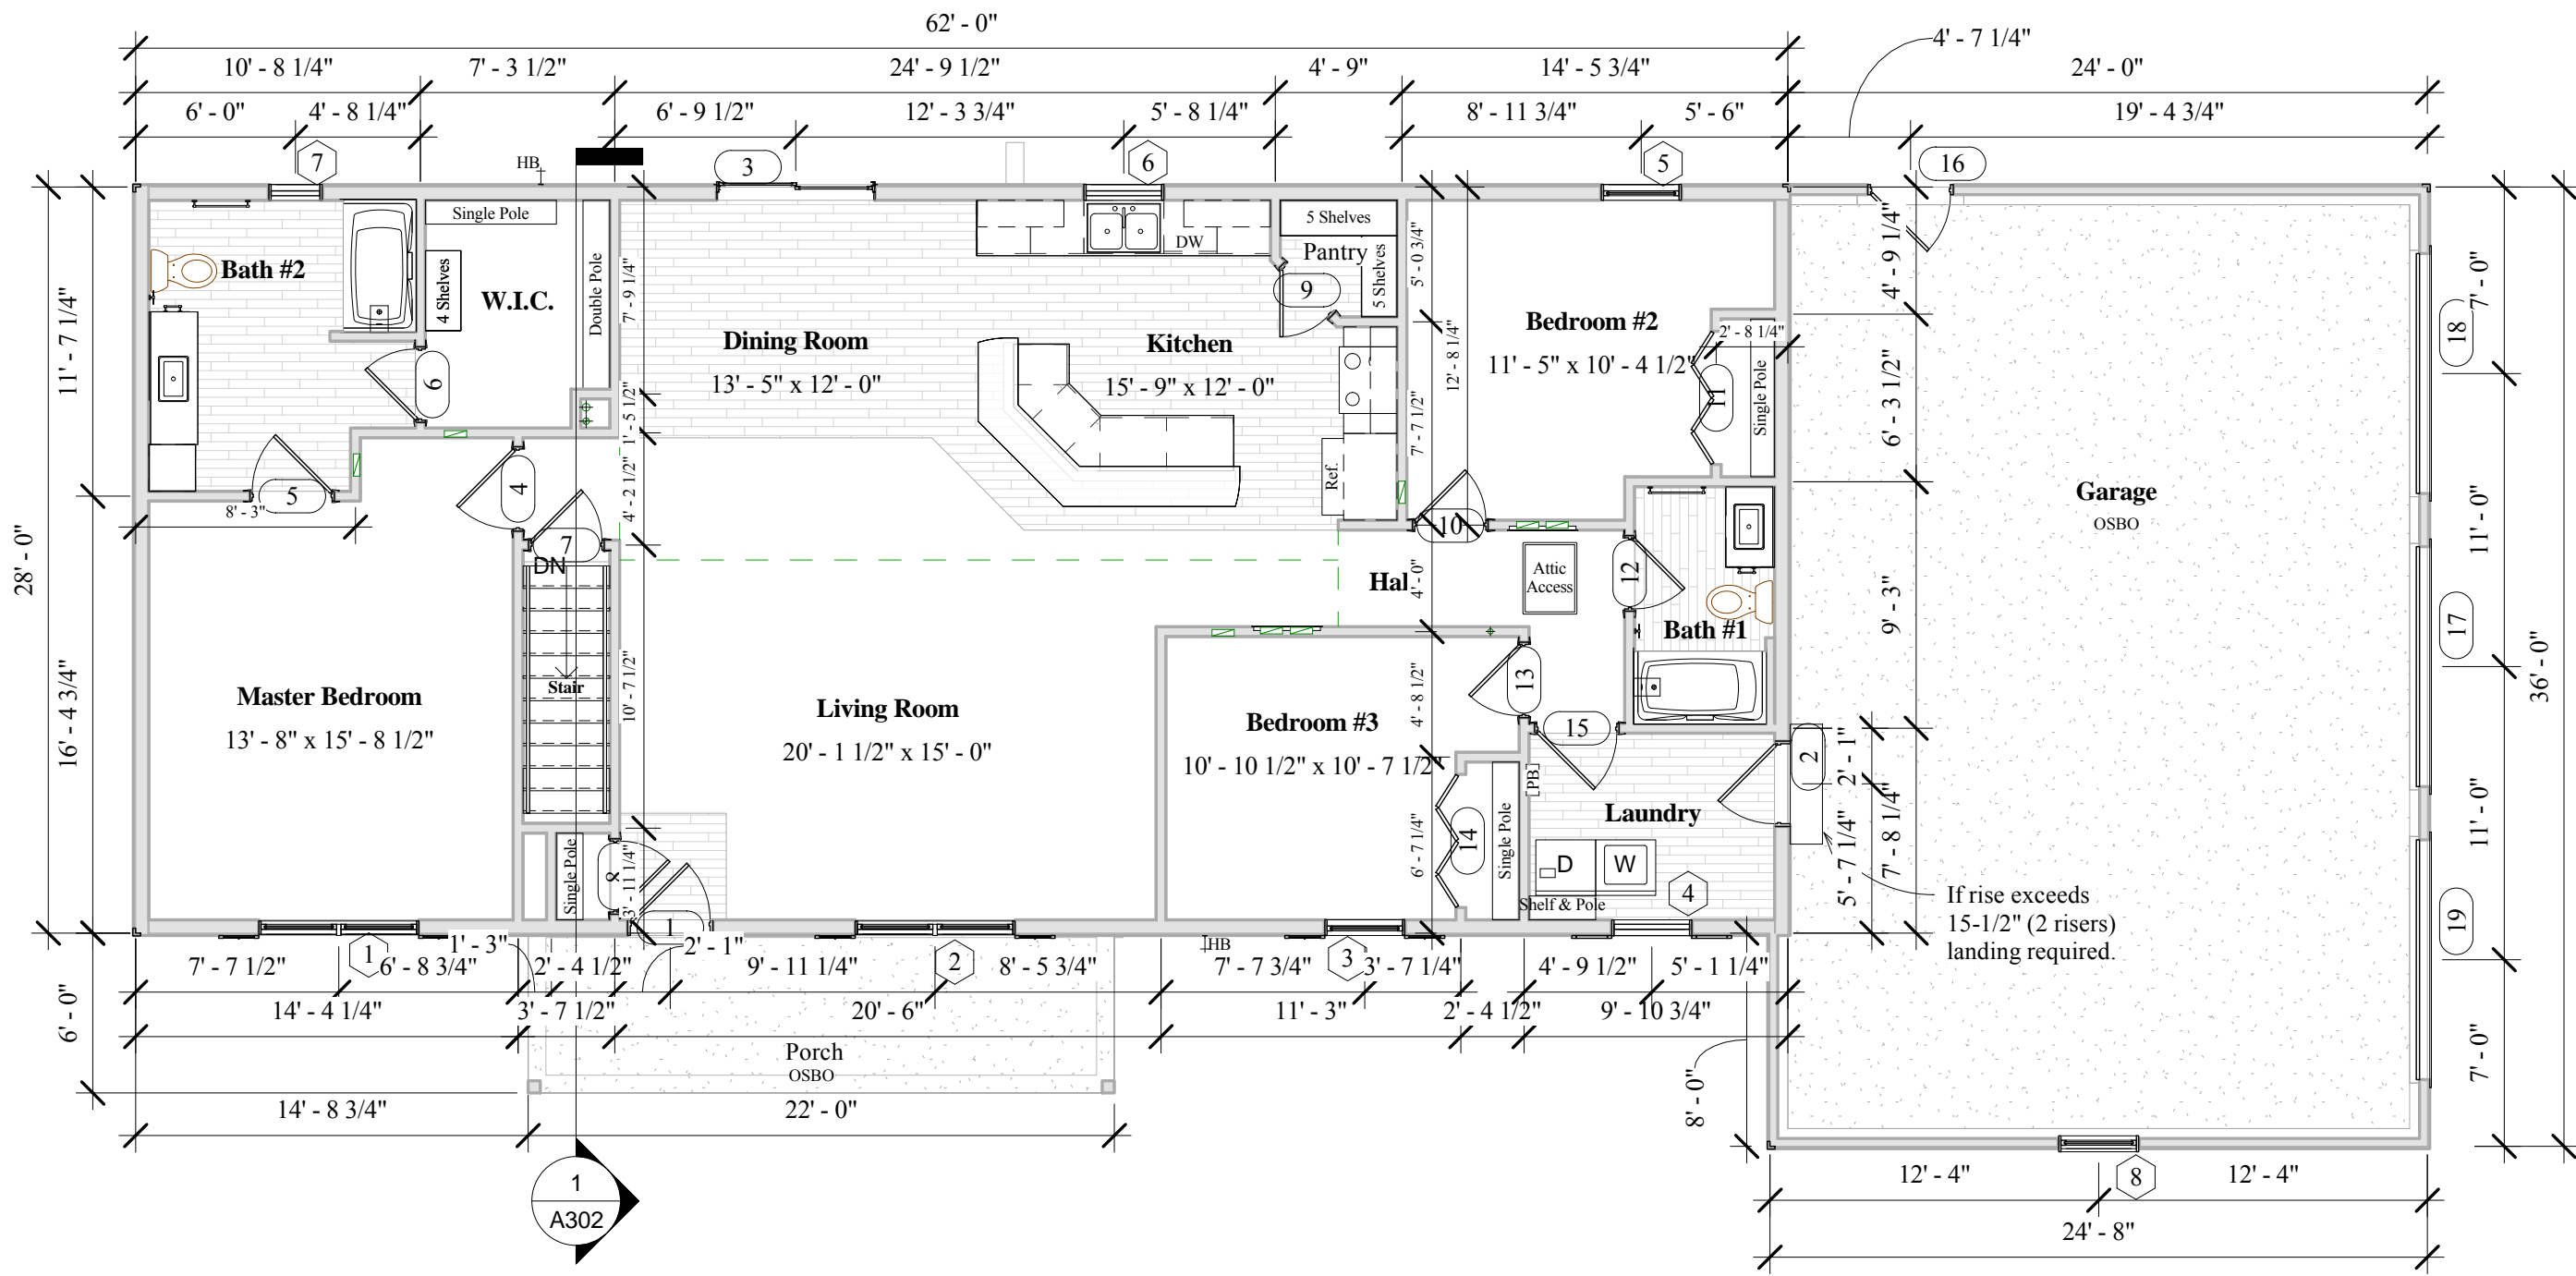 62' - 0"
4' - 7 1/4"
10' - 8 1/4"
7' - 3 1/2"
24' - 9 1/2"
4' - 9"
14' - 5 3/4"
24' - 0"
6' - 0"
4' - 8 1/4"
6' - 9 1/2"
12' - 3 3/4"
5' - 8 1/4"
8' - 11 3/4"
5' - 6"
19' - 4 3/4"
7
HB
3
6
5
16
Single Pole
5 Shelves
DW
Pantry
5 Shelves
Bath #2
4 Shelves
W.I.C.
Double Pole
7' - 9 1/4"
5' - 0 3/4"
9
4' - 9 1/4"
7' - 0"
18
11' - 7 1/4"
Dining Room
13' - 5" x 12' - 0"
Kitchen
15' - 9" x 12' - 0"
12' - 8 1/4"
Bedroom #2
11' - 5" x 10' - 4 1/2"
2' - 8 1/4"
6
1' - 5 1/2"
7' - 7 1/2"
11
Single Pole
6' - 3 1/2"
Ref.
4
5
8' - 3"
4' - 2 1/2"
10
Garage
OSBO
11' - 0"
28' - 0"
7
DN
Hal
4' - 0"
Attic
Access
12
9' - 3"
17
36' - 0"
Bath #1
16' - 4 3/4"
Stair
10' - 7 1/2"
13
4' - 8 1/2"
Master Bedroom
13' - 8" x 15' - 8 1/2"
Living Room
20' - 1 1/2" x 15' - 0"
Bedroom #3
10' - 10 1/2" x 10' - 7 1/2"
15
2
2' - 1"
PB
Laundry
14
Single Pole
6' - 7 1/4"
D
W
4
Shelf & Pole
5' - 7 1/4"
7' - 8 1/4"
11' - 0"
If rise exceeds
15-1/2" (2 risers)
landing required.
19
Single Pole
8
3' - 11 1/4"
1
1' - 3"
2' - 1"
HB
7' - 7 1/2"
1
6' - 8 3/4"
2' - 4 1/2"
9' - 11 1/4"
2
8' - 5 3/4"
7' - 7 3/4"
3
3' - 7 1/4"
4' - 9 1/2"
5' - 1 1/4"
6' - 0"
14' - 4 1/4"
3' - 7 1/2"
20' - 6"
11' - 3"
2' - 4 1/2"
9' - 10 3/4"
7' - 0"
Porch
OSBO
14' - 8 3/4"
22' - 0"
8' - 0"
12' - 4"
8
12' - 4"
1
A302
24' - 8"